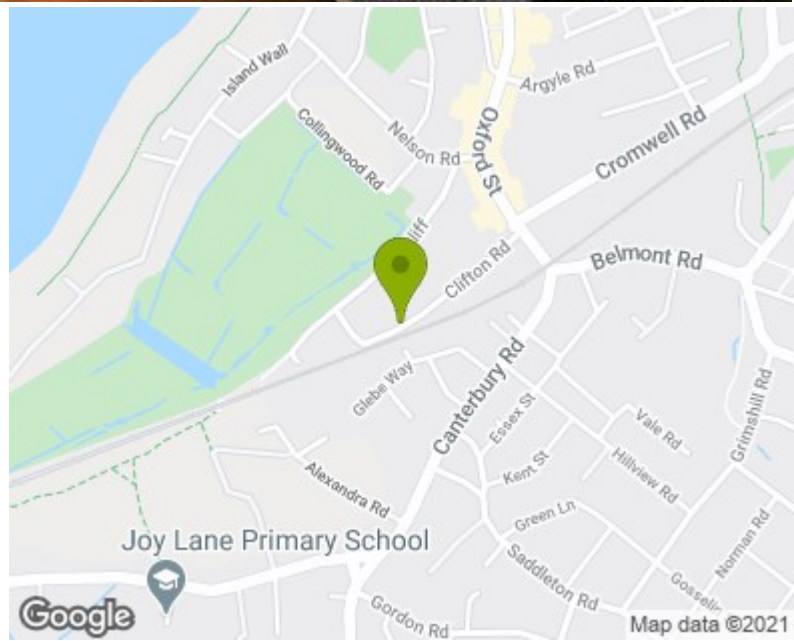 Island Wall
Argyle Rd
Collingwood Rd
Nelson Rd
Oxford St
Cromwell Rd
liff
Clifton Rd
Belmont Rd
Glebe Way
Canterbury Rd
Essex St
Vale Rd
Grimshill Rd
Hillview Rd
Kent St
Alexandra Rd
Green Ln
Norman Rd
Joy Lane Primary School
Saddleton Rd
Gosselin
Gordon Rd
Google
Map data ©2021